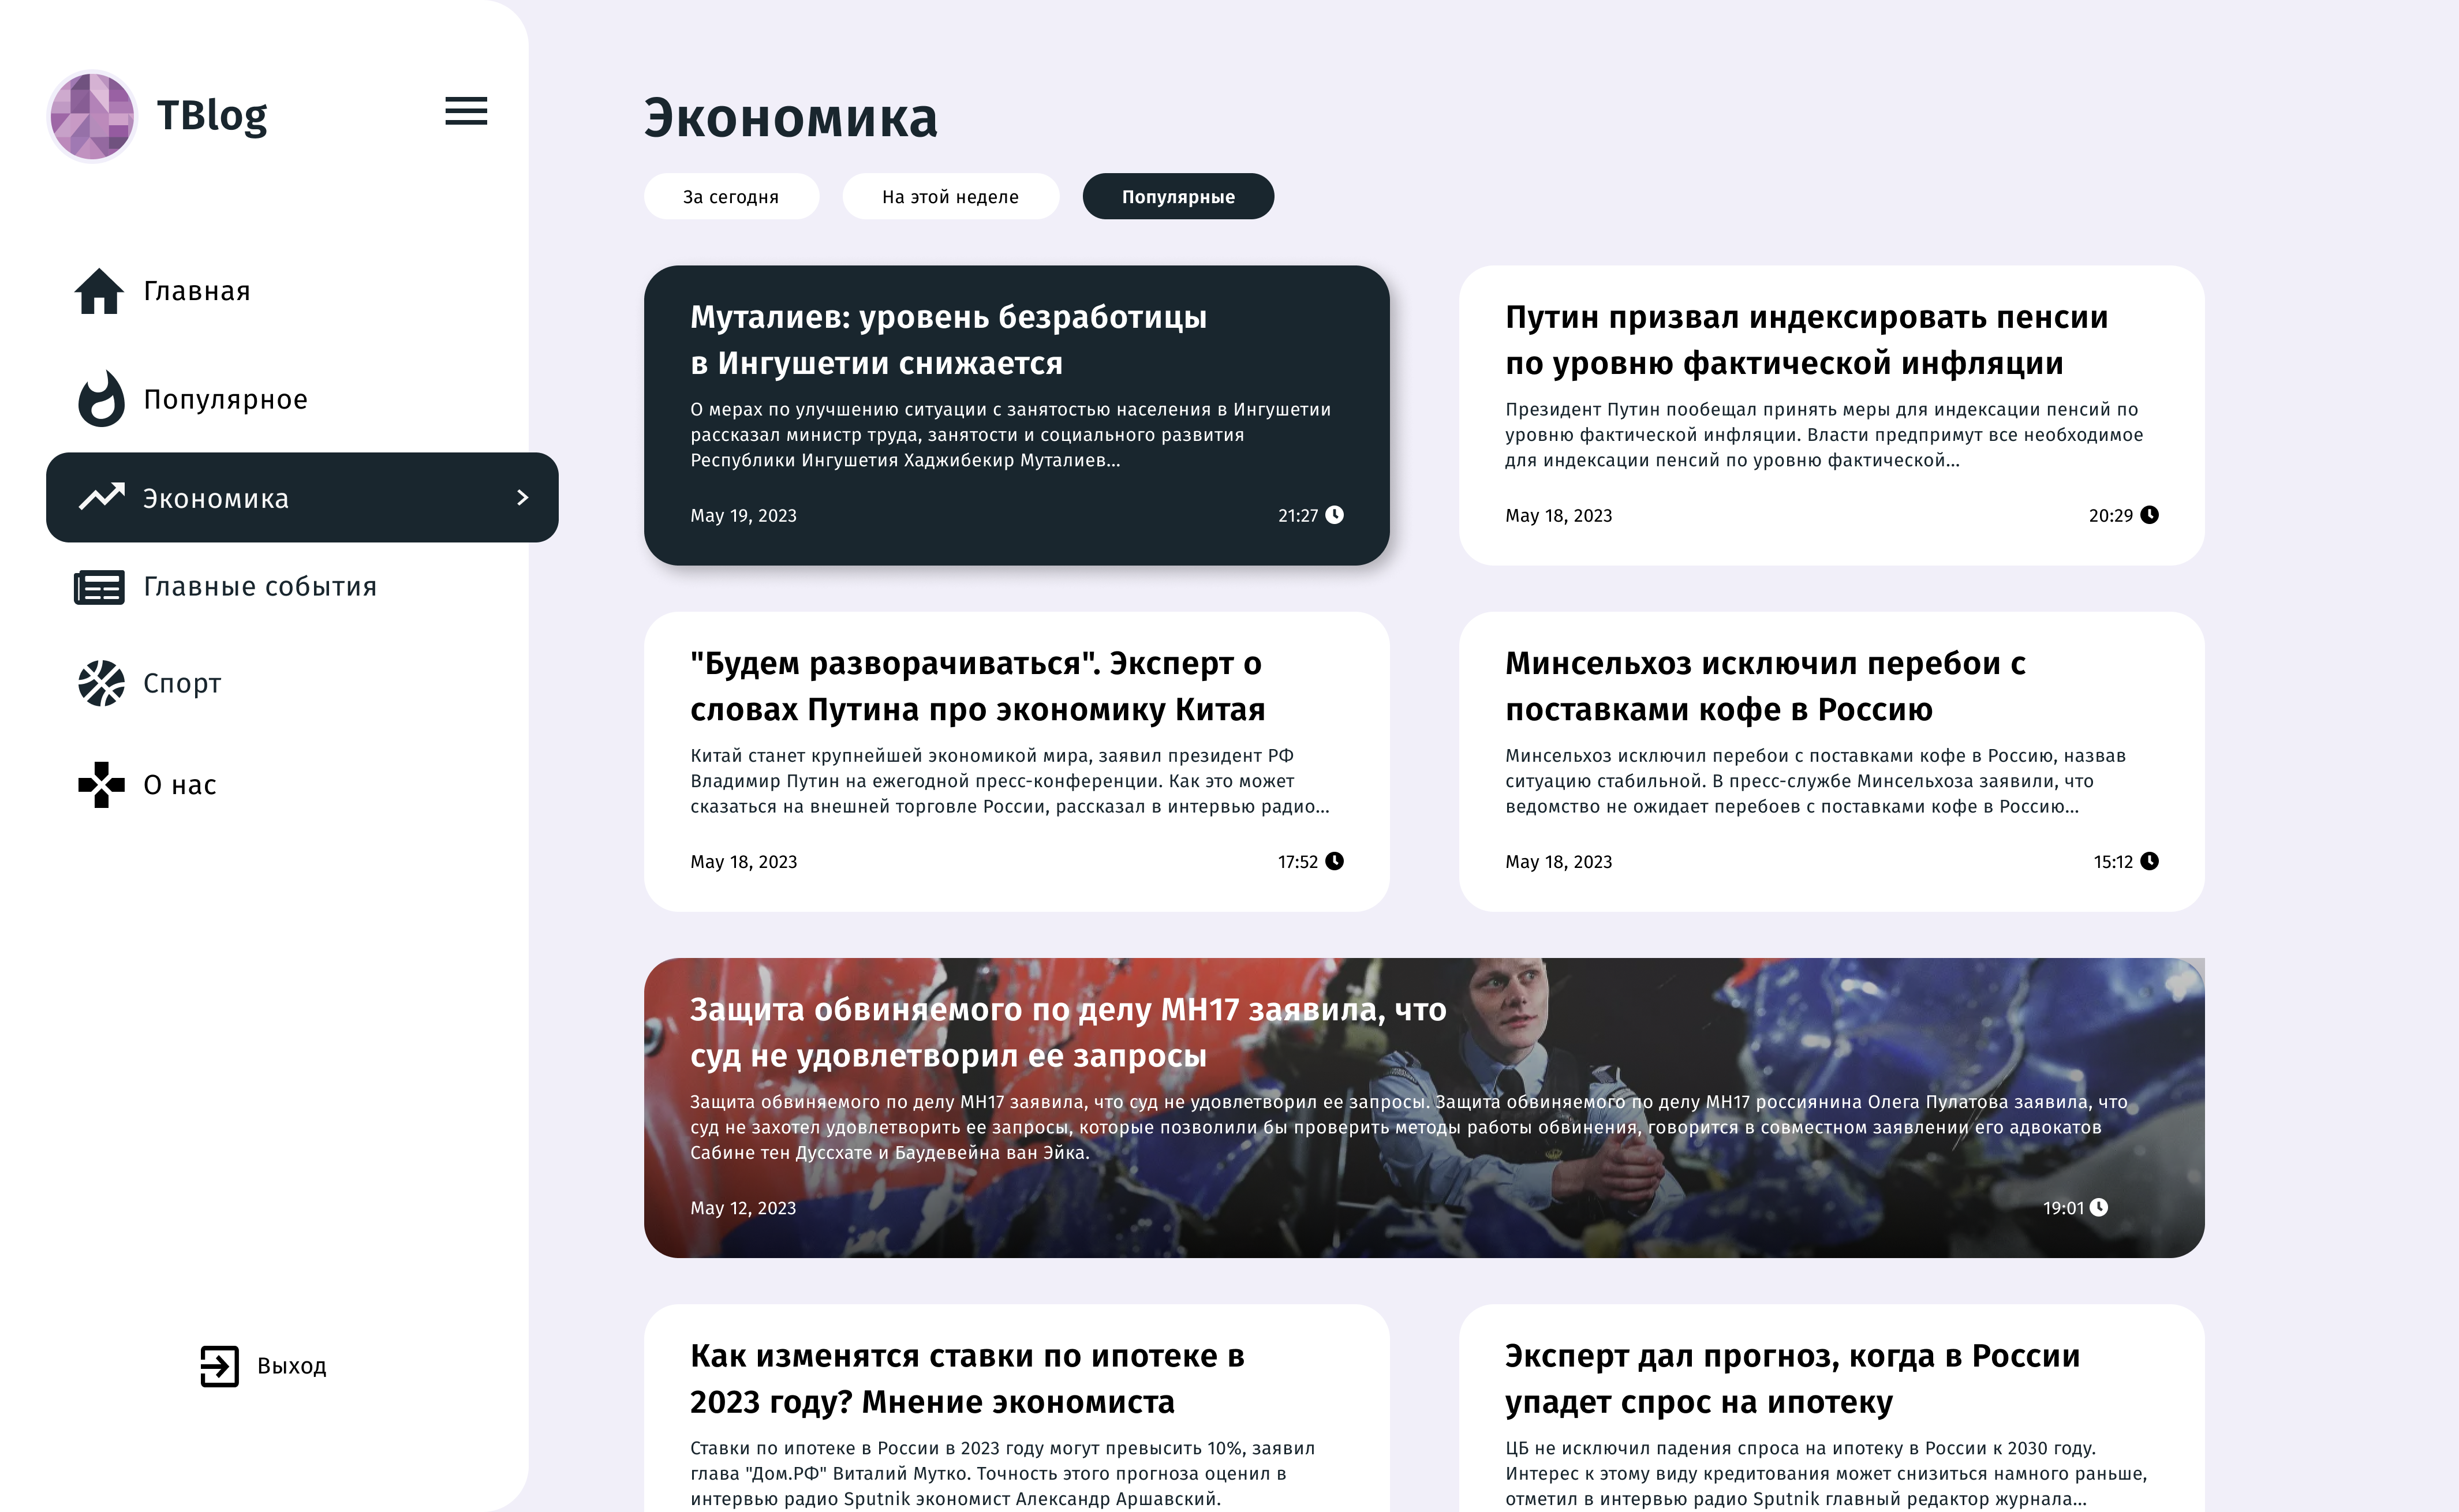 TBlog
Главная
Популярное
Экономика
Главные события
Спорт
О нас
Выход
Экономика
За сегодня
На этой неделе
Популярные
Муталиев: уровень безработицы
в Ингушетии снижается
О мерах по улучшению ситуации с занятостью населения в Ингушетии
рассказал министр труда, занятости и социального развития
Республики Ингушетия Хаджибекир Муталиев...
May 19, 2023
21:27
Путин призвал индексировать пенсии
по уровню фактической инфляции
Президент Путин пообещал принять меры для индексации пенсий по
уровню фактической инфляции. Власти предпримут все необходимое
для индексации пенсий по уровню фактической...
May 18, 2023
20:29
"Будем разворачиваться". Эксперт о
словах Путина про экономику Китая
Китай станет крупнейшей экономикой мира, заявил президент РФ
Владимир Путин на ежегодной пресс-конференции. Как это может
сказаться на внешней торговле России, рассказал в интервью радио...
May 18, 2023
17:52
Минсельхоз исключил перебои с
поставками кофе в Россию
Минсельхоз исключил перебои с поставками кофе в Россию, назвав
ситуацию стабильной. В пресс-службе Минсельхоза заявили, что
ведомство не ожидает перебоев с поставками кофе в Россию...
May 18, 2023
15:12
Защита обвиняемого по делу MH17 заявила, что
суд не удовлетворил ее запросы
Защита обвиняемого по делу MH17 заявила, что суд не удовлетворил ее запросы. Защита обвиняемого по делу MH17 россиянина Олега Пулатова заявила, что
суд не захотел удовлетворить ее запросы, которые позволили бы проверить методы работы обвинения, говорится в совместном заявлении его адвокатов
Сабине тен Дуссхате и Баудевейна ван Эйка.
May 12, 2023
19:01
Как изменятся ставки по ипотеке в
2023 году? Мнение экономиста
Ставки по ипотеке в России в 2023 году могут превысить 10%, заявил
глава "Дом.РФ" Виталий Мутко. Точность этого прогноза оценил в
интервью радио Sputnik экономист Александр Аршавский.
Эксперт дал прогноз, когда в России
упадет спрос на ипотеку
ЦБ не исключил падения спроса на ипотеку в России к 2030 году.
Интерес к этому виду кредитования может снизиться намного раньше,
отметил в интервью радио Sputnik главный редактор журнала...